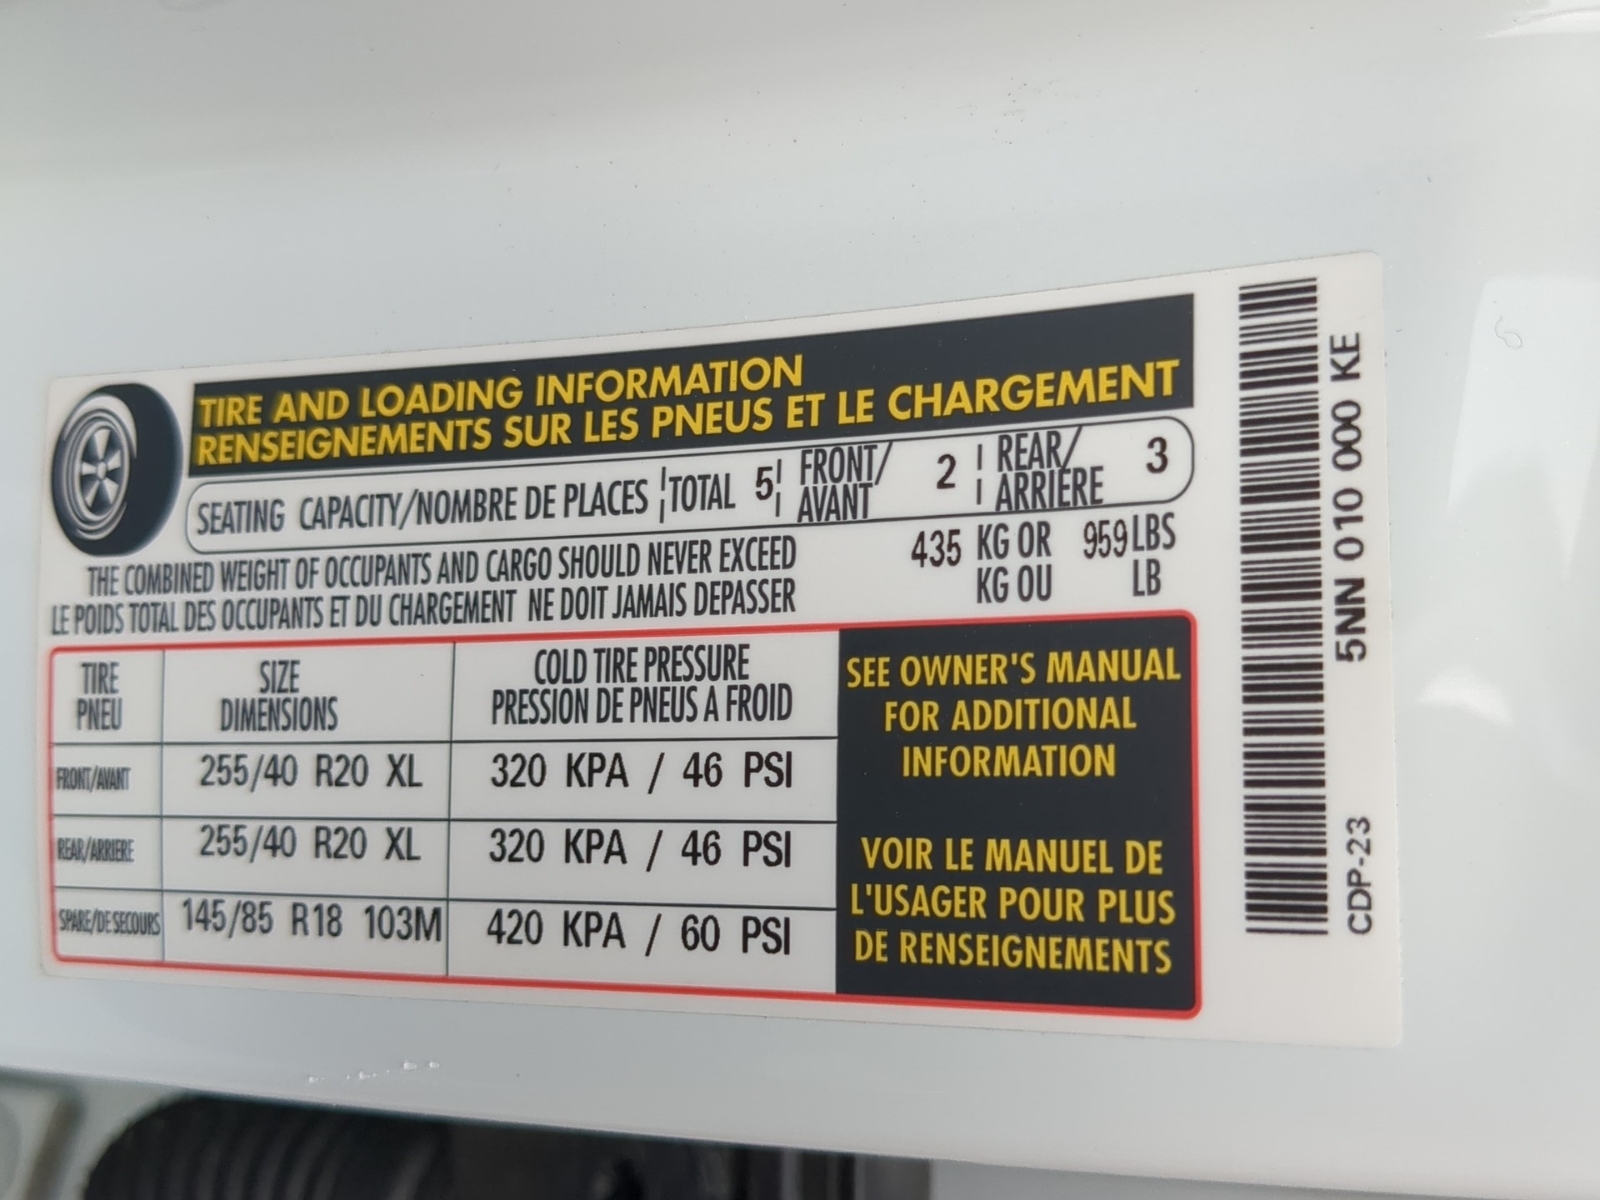 TIRE AND LOADING INFORMATION
RENSEIGNEMENTS SUR LES PNEUS ET LE CHARGEMENT
SEATING CAPACITY/NOMBRE DE PLACES TOTAL 5 FRONT/AVANT 2 REAR/ARRIERE 3
THE COMBINED WEIGHT OF OCCUPANTS AND CARGO SHOULD NEVER EXCEED 435 KG OR 959 LBS
LE POIDS TOTAL DES OCCUPANTS ET DU CHARGEMENT NE DOIT JAMAIS DEPASSER KG OU LB
TIRE SIZE COLD TIRE PRESSURE
PNEU DIMENSIONS PRESSION DE PNEUS A FROID
FRONT/AVANT 255/40 R20 XL 320 KPA / 46 PSI
REAR/ARRIERE 255/40 R20 XL 320 KPA / 46 PSI
SPARE/DE SECOURS 145/85 R18 103M 420 KPA / 60 PSI
SEE OWNER'S MANUAL
FOR ADDITIONAL
INFORMATION
VOIR LE MANUEL DE
L'USAGER POUR PLUS
DE RENSEIGNEMENTS
5NN 010 000 KE
CDP-23